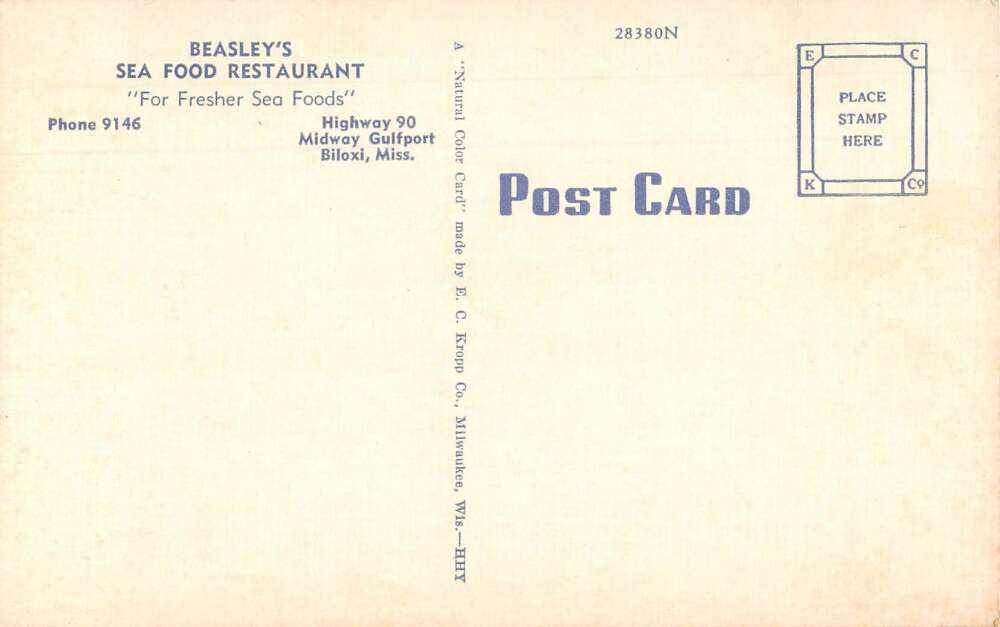 BEASLEY'S
SEA FOOD RESTAURANT
"For Fresher Sea Foods"
Phone 9146
Highway 90
Midway Gulfport
Biloxi, Miss.
A "Natural Color Card" made by E. C. Kropp Co., Milwaukee, Wis.—HHY
28380N
POST CARD
E C
PLACE
STAMP
HERE
K Co